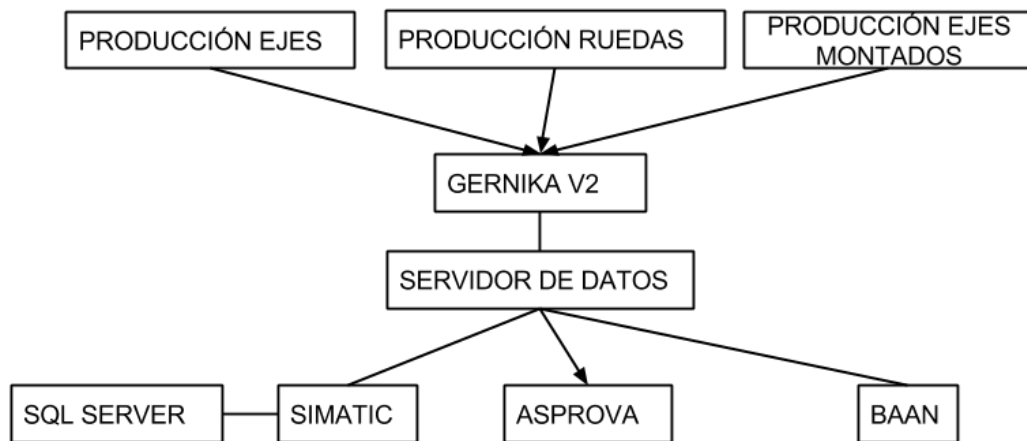 PRODUCCIÓN EJES
PRODUCCIÓN RUEDAS
PRODUCCIÓN EJES
MONTADOS
GERNIKA V2
SERVIDOR DE DATOS
SQL SERVER
SIMATIC
ASPROVA
BAAN